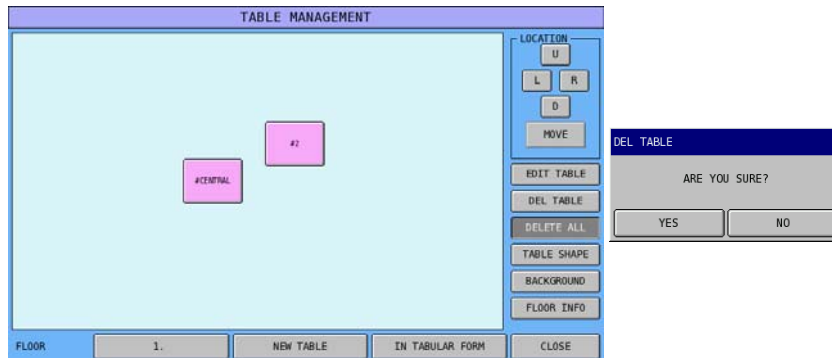 TABLE MANAGEMENT
LOCATION
U
L R
D
MOVE
#2
#CENTRAL
EDIT TABLE
DEL TABLE
DELETE ALL
TABLE SHAPE
BACKGROUND
FLOOR INFO
FLOOR 1. NEW TABLE IN TABULAR FORM CLOSE
DEL TABLE
ARE YOU SURE?
YES NO